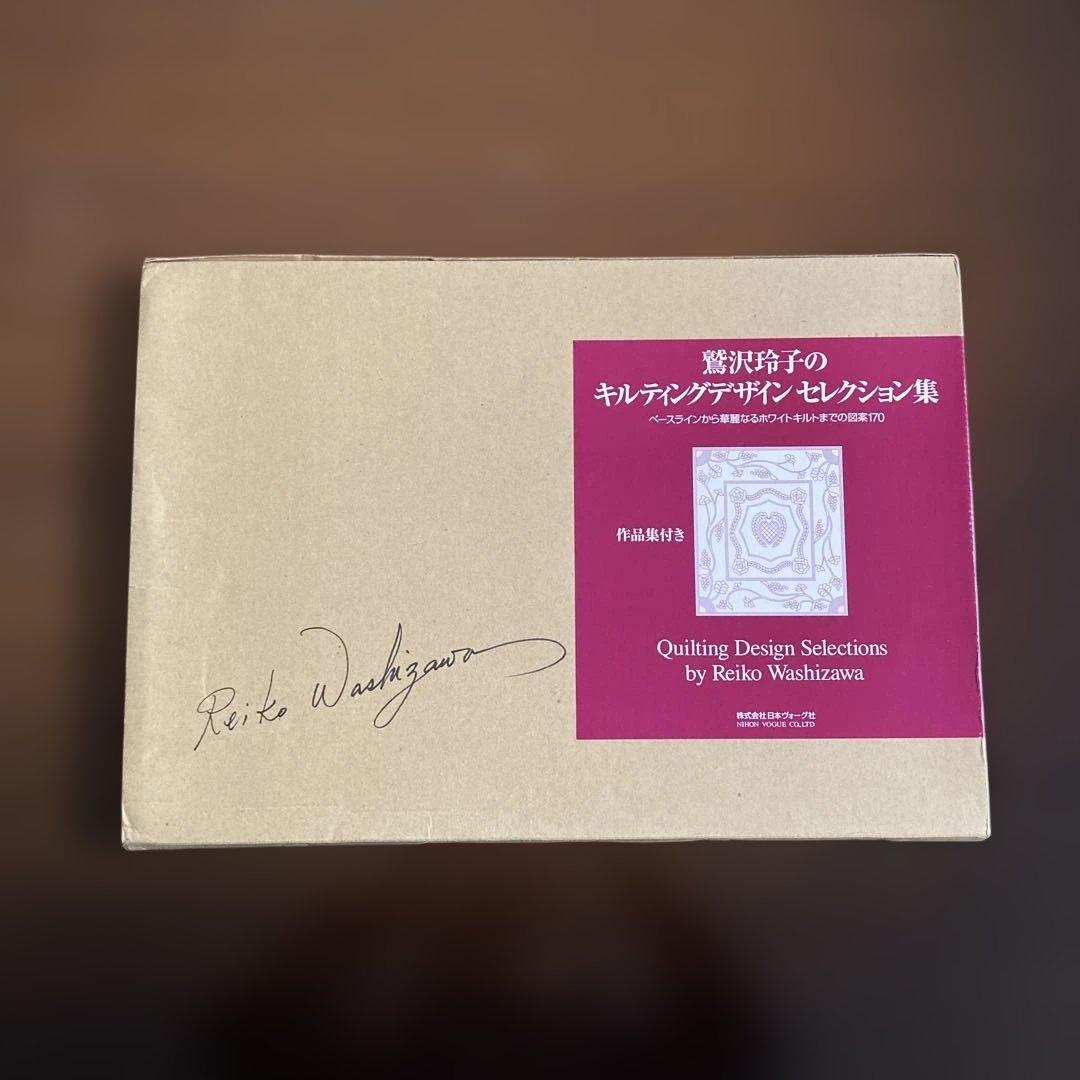 鷲沢玲子の
キルティングデザイン セレクション集
ベースラインから華麗なるホワイトキルトまでの図案170
作品集付き
Quilting Design Selections
by Reiko Washizawa
株式会社日本ヴォーグ社
NIHON VOGUE CO.,LTD
Reiko Washizawa